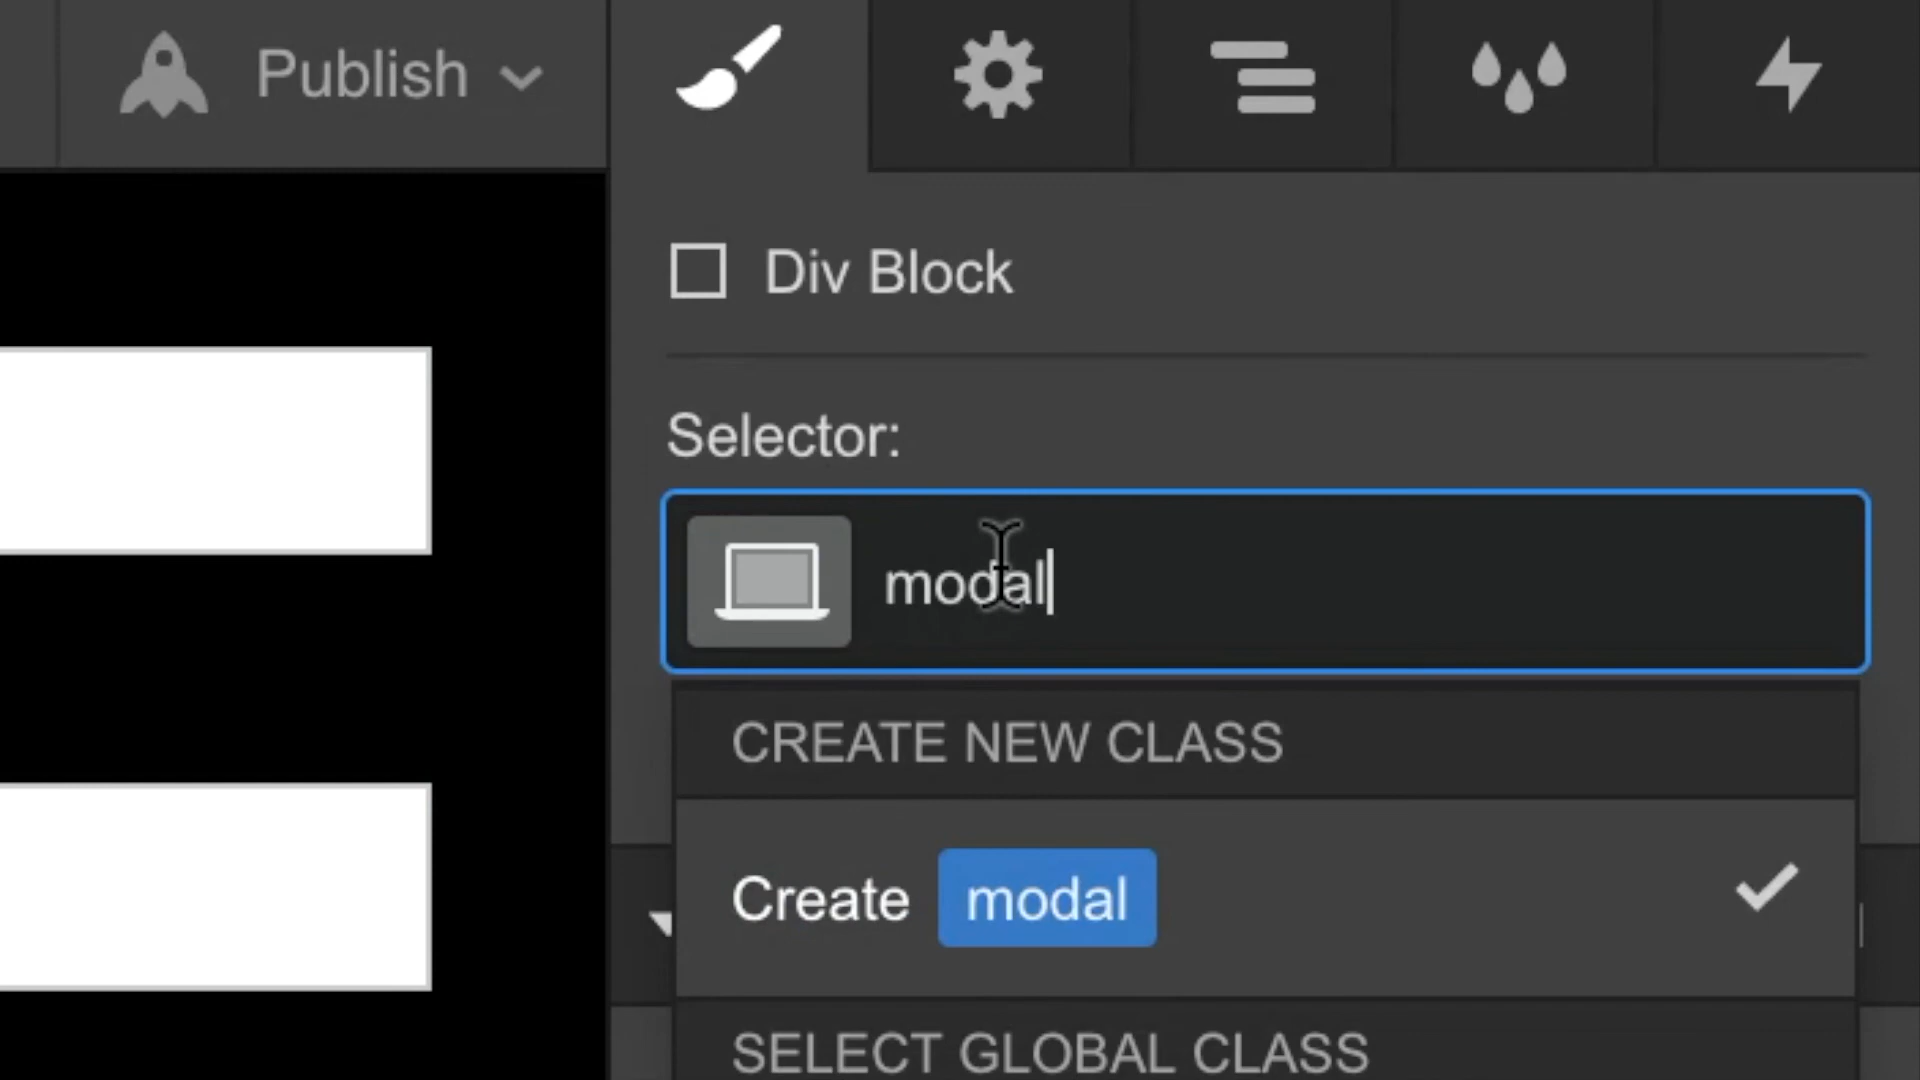 Publish
Div Block
Selector:
modal
CREATE NEW CLASS
Create modal
SELECT GLOBAL CLASS